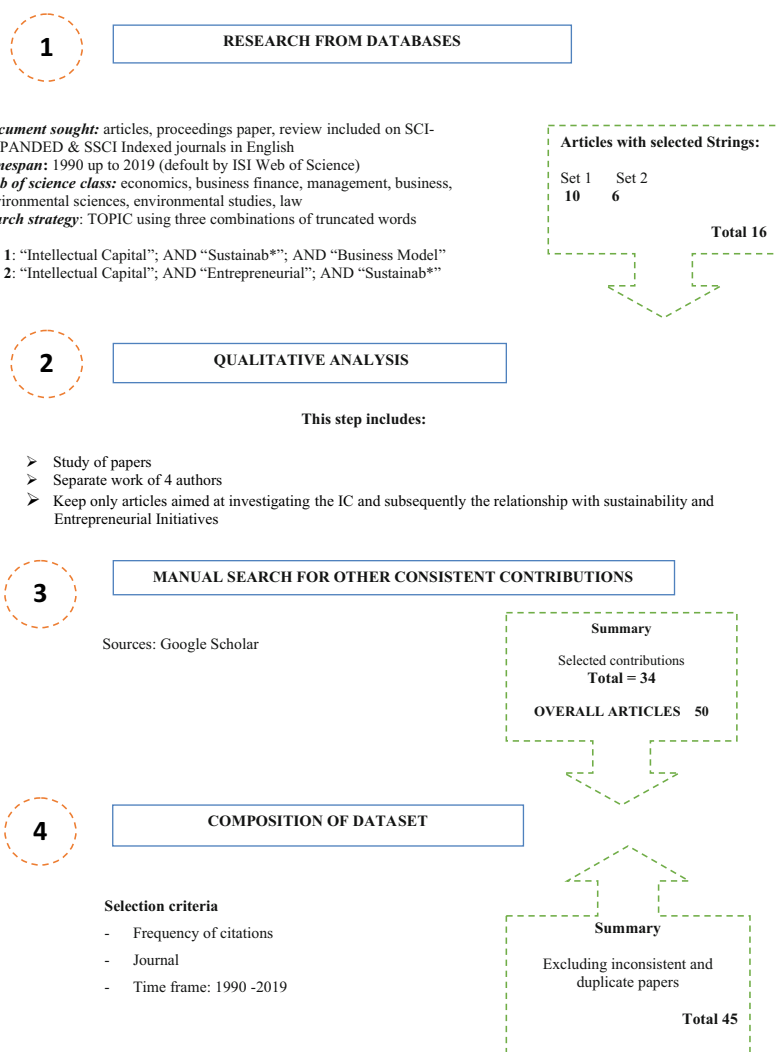 1
RESEARCH FROM DATABASES
cument sought: articles, proceedings paper, review included on SCI-
PANDED & SSCI Indexed journals in English
nespan: 1990 up to 2019 (defoult by ISI Web of Science)
b of science class: economics, business finance, management, business,
vironmental sciences, environmental studies, law
arch strategy: TOPIC using three combinations of truncated words
1: “Intellectual Capital”; AND “Sustainab*”; AND “Business Model”
2: “Intellectual Capital”; AND “Entrepreneurial”; AND “Sustainab*”
Articles with selected Strings:
Set 1 Set 2
10 6
Total 16
2
QUALITATIVE ANALYSIS
This step includes:
➢ Study of papers
➢ Separate work of 4 authors
➢ Keep only articles aimed at investigating the IC and subsequently the relationship with sustainability and
Entrepreneurial Initiatives
3
MANUAL SEARCH FOR OTHER CONSISTENT CONTRIBUTIONS
Sources: Google Scholar
Summary
Selected contributions
Total = 34
OVERALL ARTICLES 50
4
COMPOSITION OF DATASET
Selection criteria
- Frequency of citations
- Journal
- Time frame: 1990 -2019
Summary
Excluding inconsistent and
duplicate papers
Total 45